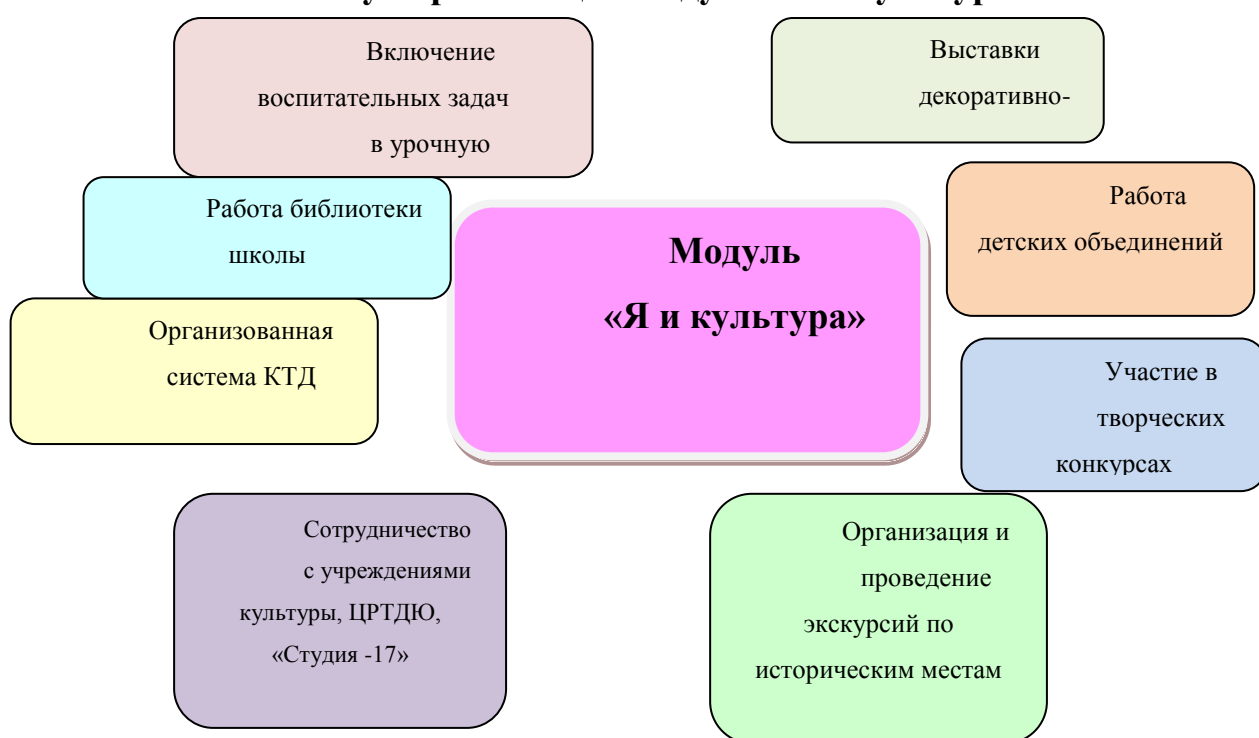 Включение
воспитательных задач
в урочную
Выставки
декоративно-
Работа библиотеки
школы
Работа
детских объединений
Модуль
«Я и культура»
Организованная
система КТД
Участие в
творческих
конкурсах
Сотрудничество
с учреждениями
культуры, ЦРТДЮ,
«Студия -17»
Организация и
проведение
экскурсий по
историческим местам